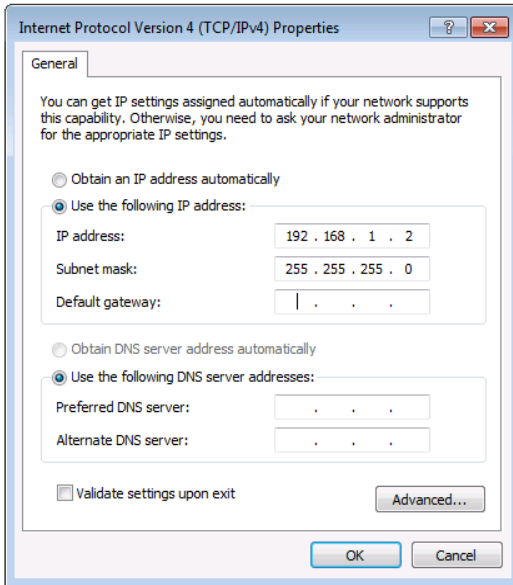 Internet Protocol Version 4 (TCP/IPv4) Properties
General
You can get IP settings assigned automatically if your network supports
this capability. Otherwise, you need to ask your network administrator
for the appropriate IP settings.
Obtain an IP address automatically
Use the following IP address:
IP address: 192 . 168 . 1 . 2
Subnet mask: 255 . 255 . 255 . 0
Default gateway: . . .
Obtain DNS server address automatically
Use the following DNS server addresses:
Preferred DNS server: . . .
Alternate DNS server: . . .
Validate settings upon exit
Advanced...
OK Cancel